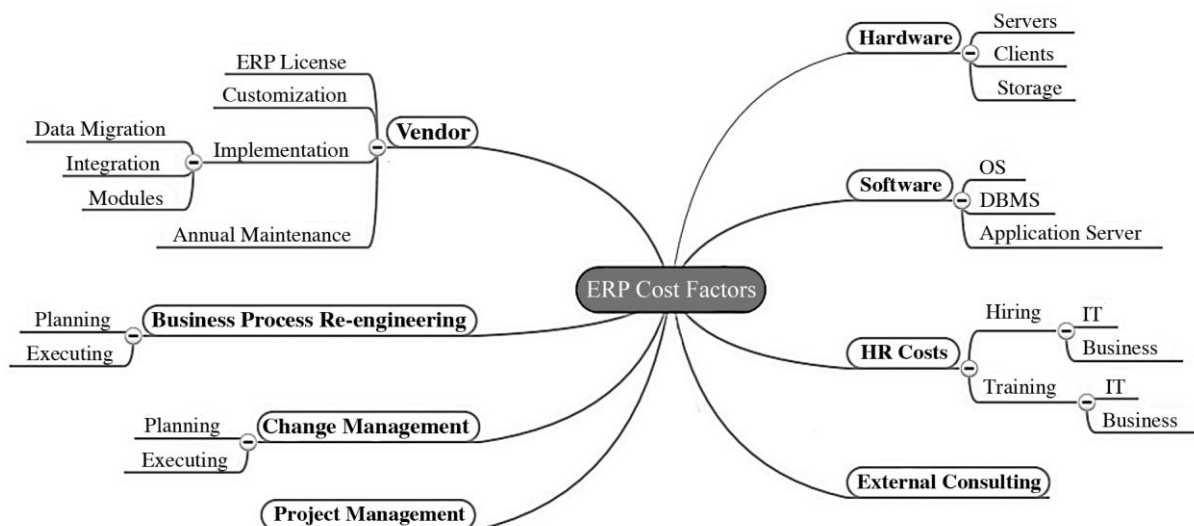 ERP Cost Factors
Vendor
ERP License
Customization
Implementation
Data Migration
Integration
Modules
Annual Maintenance
Business Process Re-engineering
Planning
Executing
Change Management
Planning
Executing
Project Management
Hardware
Servers
Clients
Storage
Software
OS
DBMS
Application Server
HR Costs
Hiring
IT
Business
Training
IT
Business
External Consulting